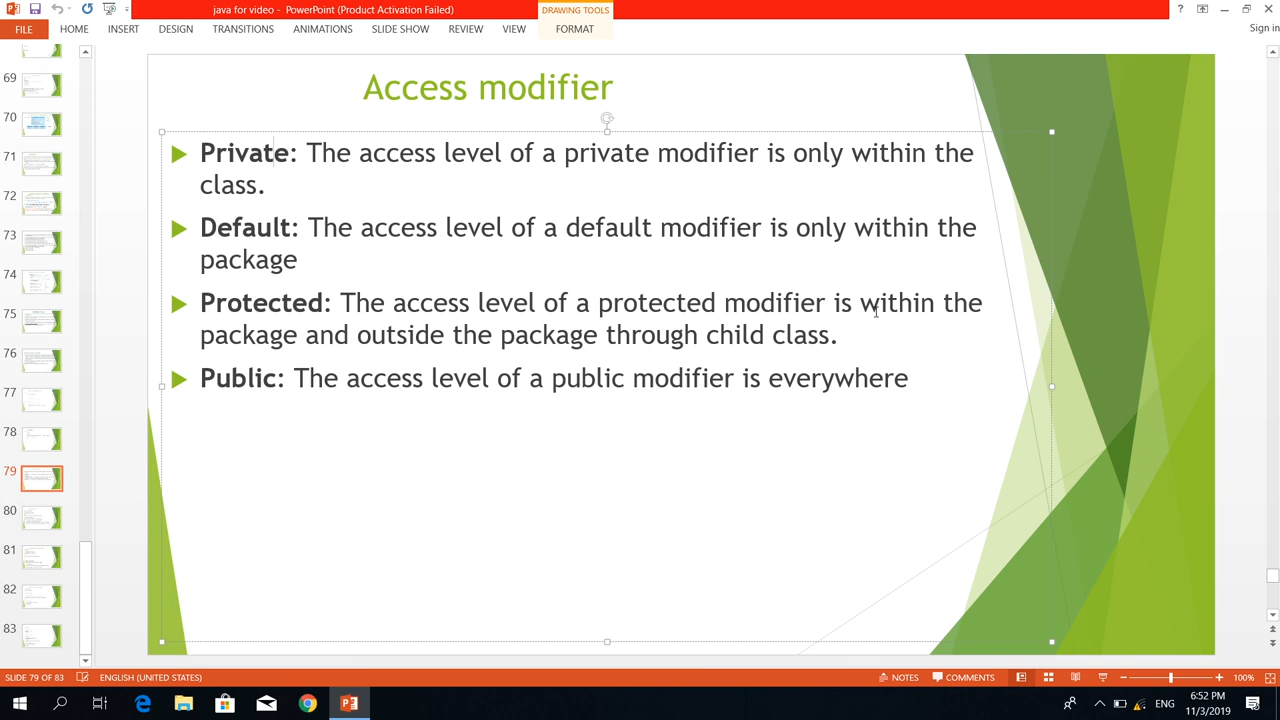 java for video - PowerPoint (Product Activation Failed)
DRAWING TOOLS
?
FILE HOME INSERT DESIGN TRANSITIONS ANIMATIONS SLIDE SHOW REVIEW VIEW FORMAT
Sign in
69
70
71
72
73
74
75
76
77
78
79
80
81
82
83
Access modifier
Private: The access level of a private modifier is only within the
class.
Default: The access level of a default modifier is only within the
package
Protected: The access level of a protected modifier is within the
package and outside the package through child class.
Public: The access level of a public modifier is everywhere
SLIDE 79 OF 83 ENGLISH (UNITED STATES) NOTES COMMENTS 100%
ENG
6:52 PM
11/3/2019